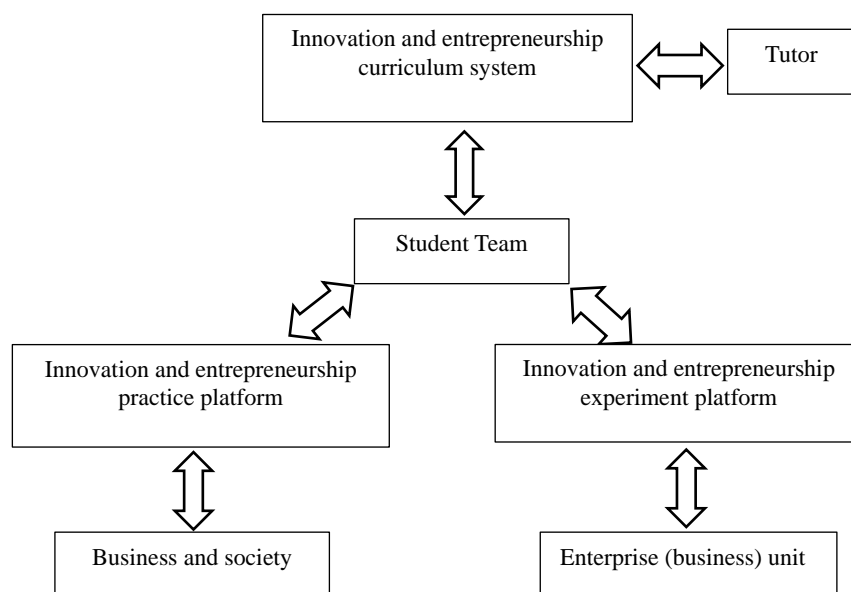 Innovation and entrepreneurship
curriculum system
Tutor
Student Team
Innovation and entrepreneurship
practice platform
Innovation and entrepreneurship
experiment platform
Business and society
Enterprise (business) unit